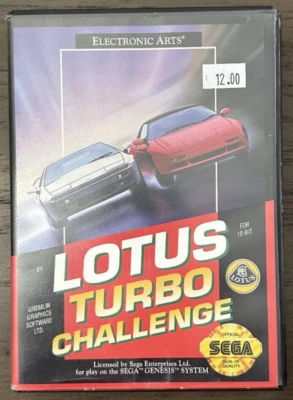 ELECTRONIC ARTS®
12.00
LOTUS
TURBO
CHALLENGE
BY
GREMLIN
GRAPHICS
SOFTWARE
LTD.
FOR
16-BIT
LOTUS
OFFICIAL
SEGA
SEAL OF
QUALITY
Licensed by Sega Enterprises Ltd.
for play on the SEGA™ GENESIS™ SYSTEM